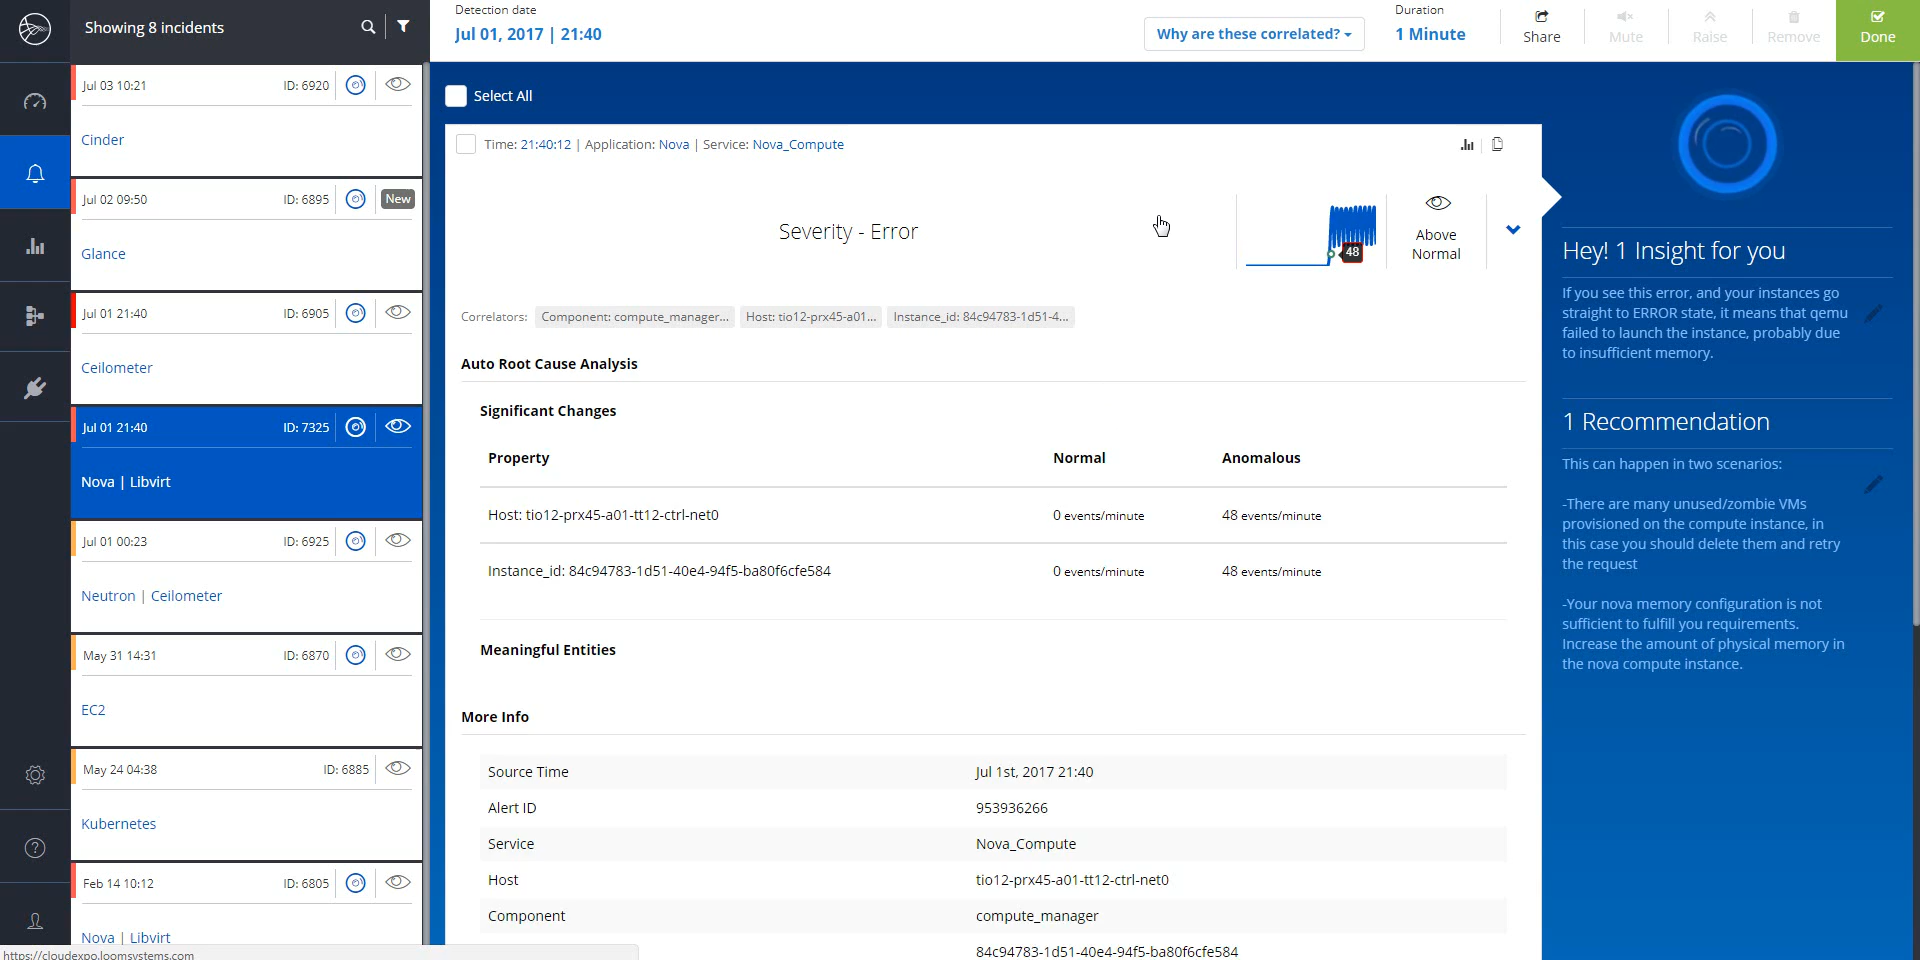 Showing 8 incidents
Jul 03 10:21 ID: 6920
Cinder
Jul 02 09:50 ID: 6895 New
Glance
Jul 01 21:40 ID: 6905
Ceilometer
Jul 01 21:40 ID: 7325
Nova | Libvirt
Jul 01 00:23 ID: 6925
Neutron | Ceilometer
May 31 14:31 ID: 6870
EC2
May 24 04:38 ID: 6885
Kubernetes
Feb 14 10:12 ID: 6805
Nova | Libvirt
https://cloudexpo.loomsystems.com
Detection date
Jul 01, 2017 | 21:40
Why are these correlated?
Duration
1 Minute
Share
Mute
Raise
Remove
Done
Select All
Time: 21:40:12 | Application: Nova | Service: Nova_Compute
Severity - Error
48
Above
Normal
Correlators: Component: compute_manager... Host: tio12-prx45-a01... Instance_id: 84c94783-1d51-4...
Auto Root Cause Analysis
Significant Changes
Property Normal Anomalous
Host: tio12-prx45-a01-tt12-ctrl-net0 0 events/minute 48 events/minute
Instance_id: 84c94783-1d51-40e4-94f5-ba80f6cfe584 0 events/minute 48 events/minute
Meaningful Entities
More Info
Source Time Jul 1st, 2017 21:40
Alert ID 953936266
Service Nova_Compute
Host tio12-prx45-a01-tt12-ctrl-net0
Component compute_manager
84c94783-1d51-40e4-94f5-ba80f6cfe584
Hey! 1 Insight for you
If you see this error, and your instances go
straight to ERROR state, it means that qemu
failed to launch the instance, probably due
to insufficient memory.
1 Recommendation
This can happen in two scenarios:
-There are many unused/zombie VMs
provisioned on the compute instance, in
this case you should delete them and retry
the request
-Your nova memory configuration is not
sufficient to fulfill you requirements.
Increase the amount of physical memory in
the nova compute instance.